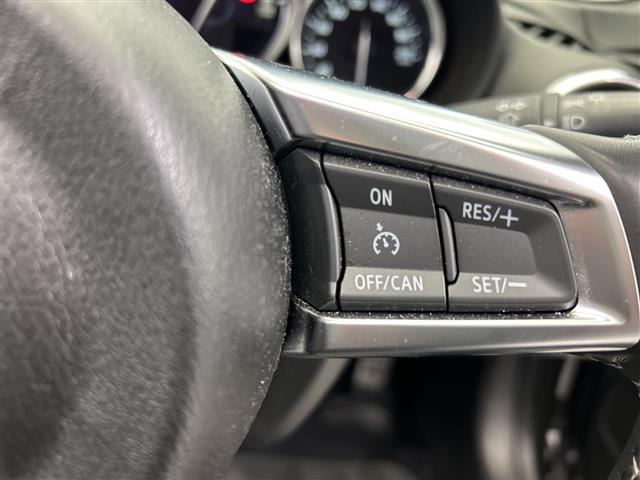 ON
OFF/CAN
RES/+
SET/−